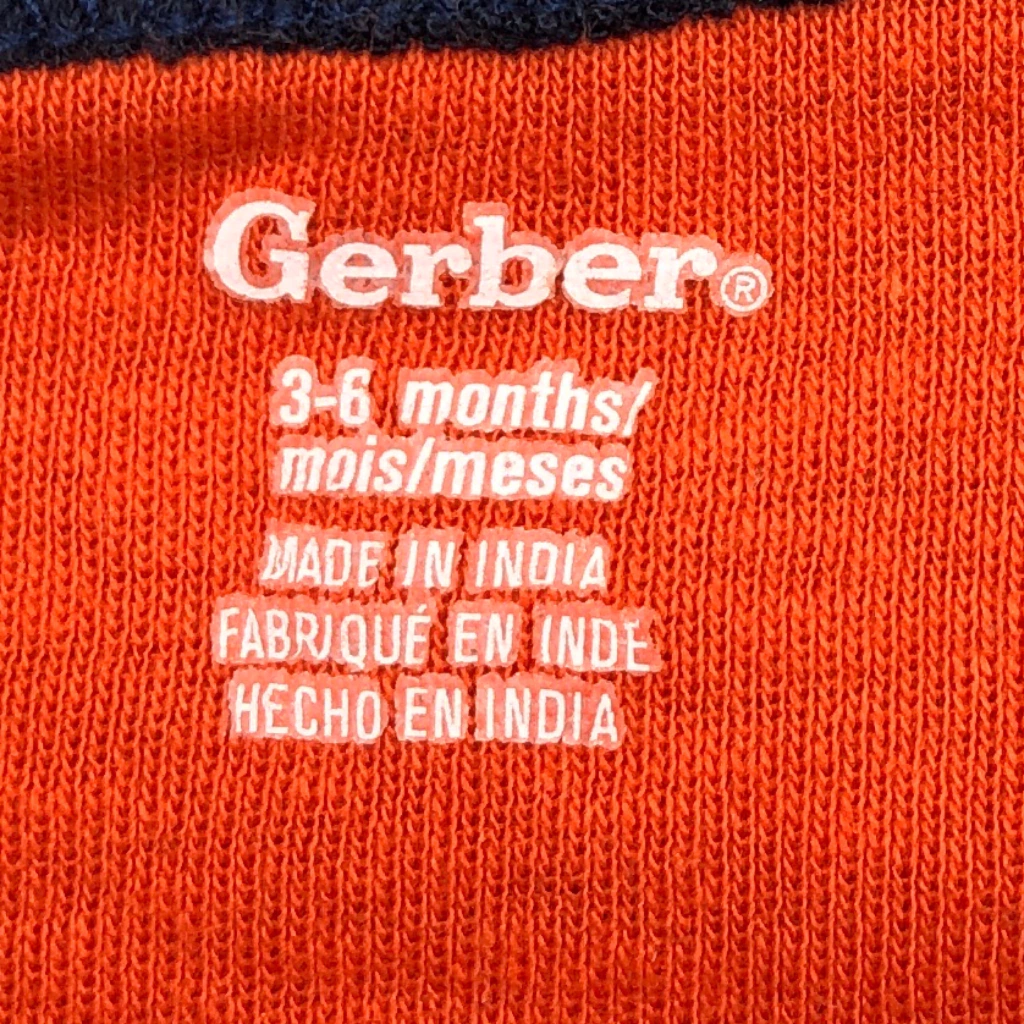 Gerber®
3-6 months/
mois/meses
MADE IN INDIA
FABRIQUÉ EN INDE
HECHO EN INDIA